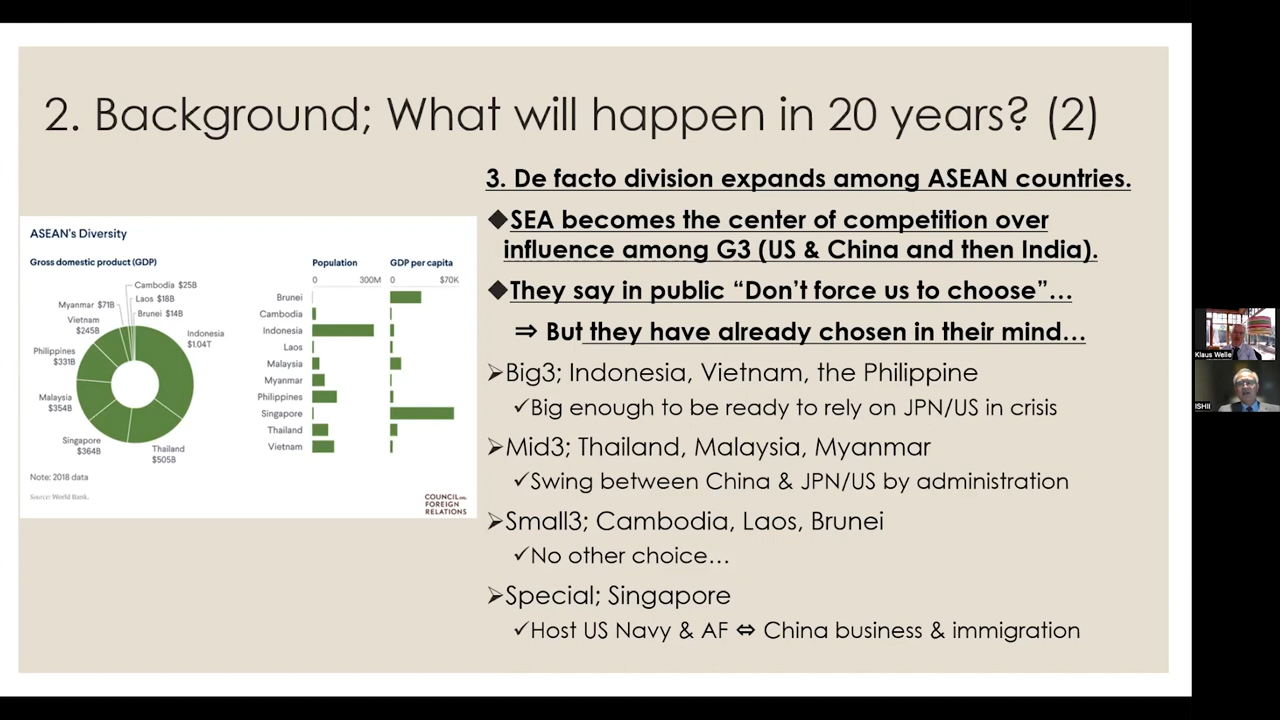 2. Background; What will happen in 20 years? (2)
ASEAN's Diversity
Gross domestic product (GDP)
Cambodia $25B
Laos $18B
Brunei $14B
Myanmar $71B
Vietnam
$245B
Indonesia
$1.04T
Philippines
$331B
Malaysia
$354B
Singapore
$364B
Thailand
$505B
Population
0 300M
GDP per capita
0 $70K
Brunei
Cambodia
Indonesia
Laos
Malaysia
Myanmar
Philippines
Singapore
Thailand
Vietnam
Note: 2018 data
Source: World Bank.
COUNCIL on
FOREIGN
RELATIONS
3. De facto division expands among ASEAN countries.
◆SEA becomes the center of competition over
influence among G3 (US & China and then India).
◆They say in public “Don’t force us to choose”…
⇒ But they have already chosen in their mind…
➢Big3; Indonesia, Vietnam, the Philippine
✓Big enough to be ready to rely on JPN/US in crisis
➢Mid3; Thailand, Malaysia, Myanmar
✓Swing between China & JPN/US by administration
➢Small3; Cambodia, Laos, Brunei
✓No other choice…
➢Special; Singapore
✓Host US Navy & AF ⇔ China business & immigration
Klaus Welle
ISHII